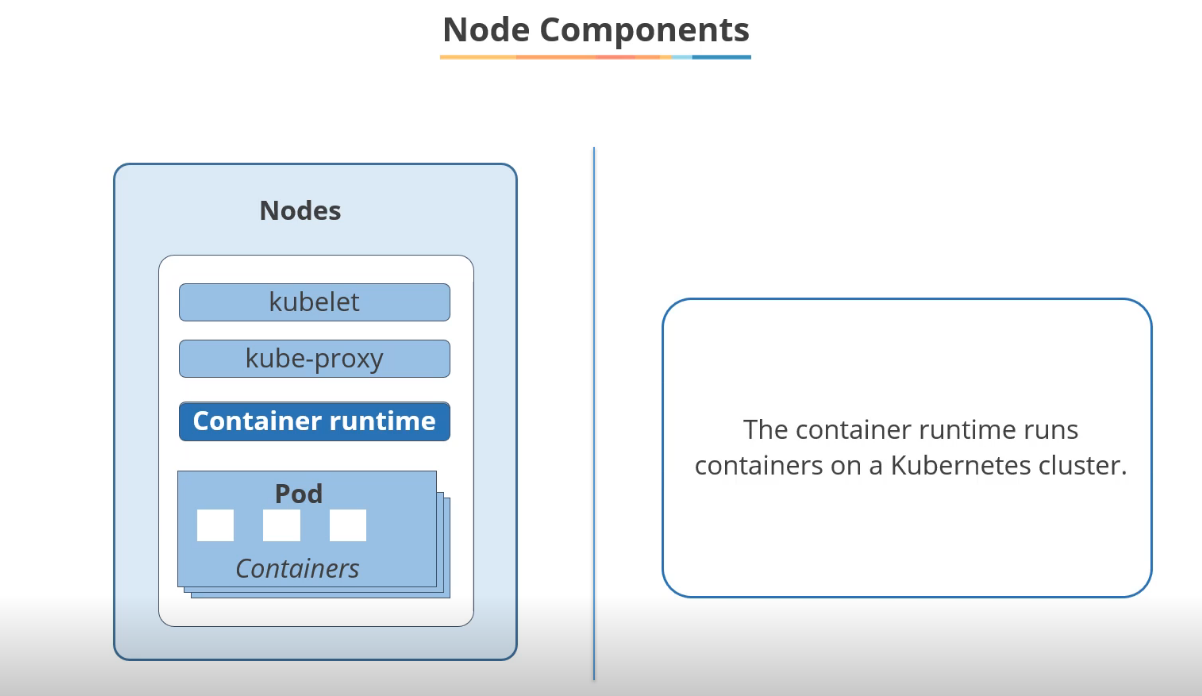 Node Components
Nodes
kubelet
kube-proxy
Container runtime
Pod
Containers
The container runtime runs
containers on a Kubernetes cluster.